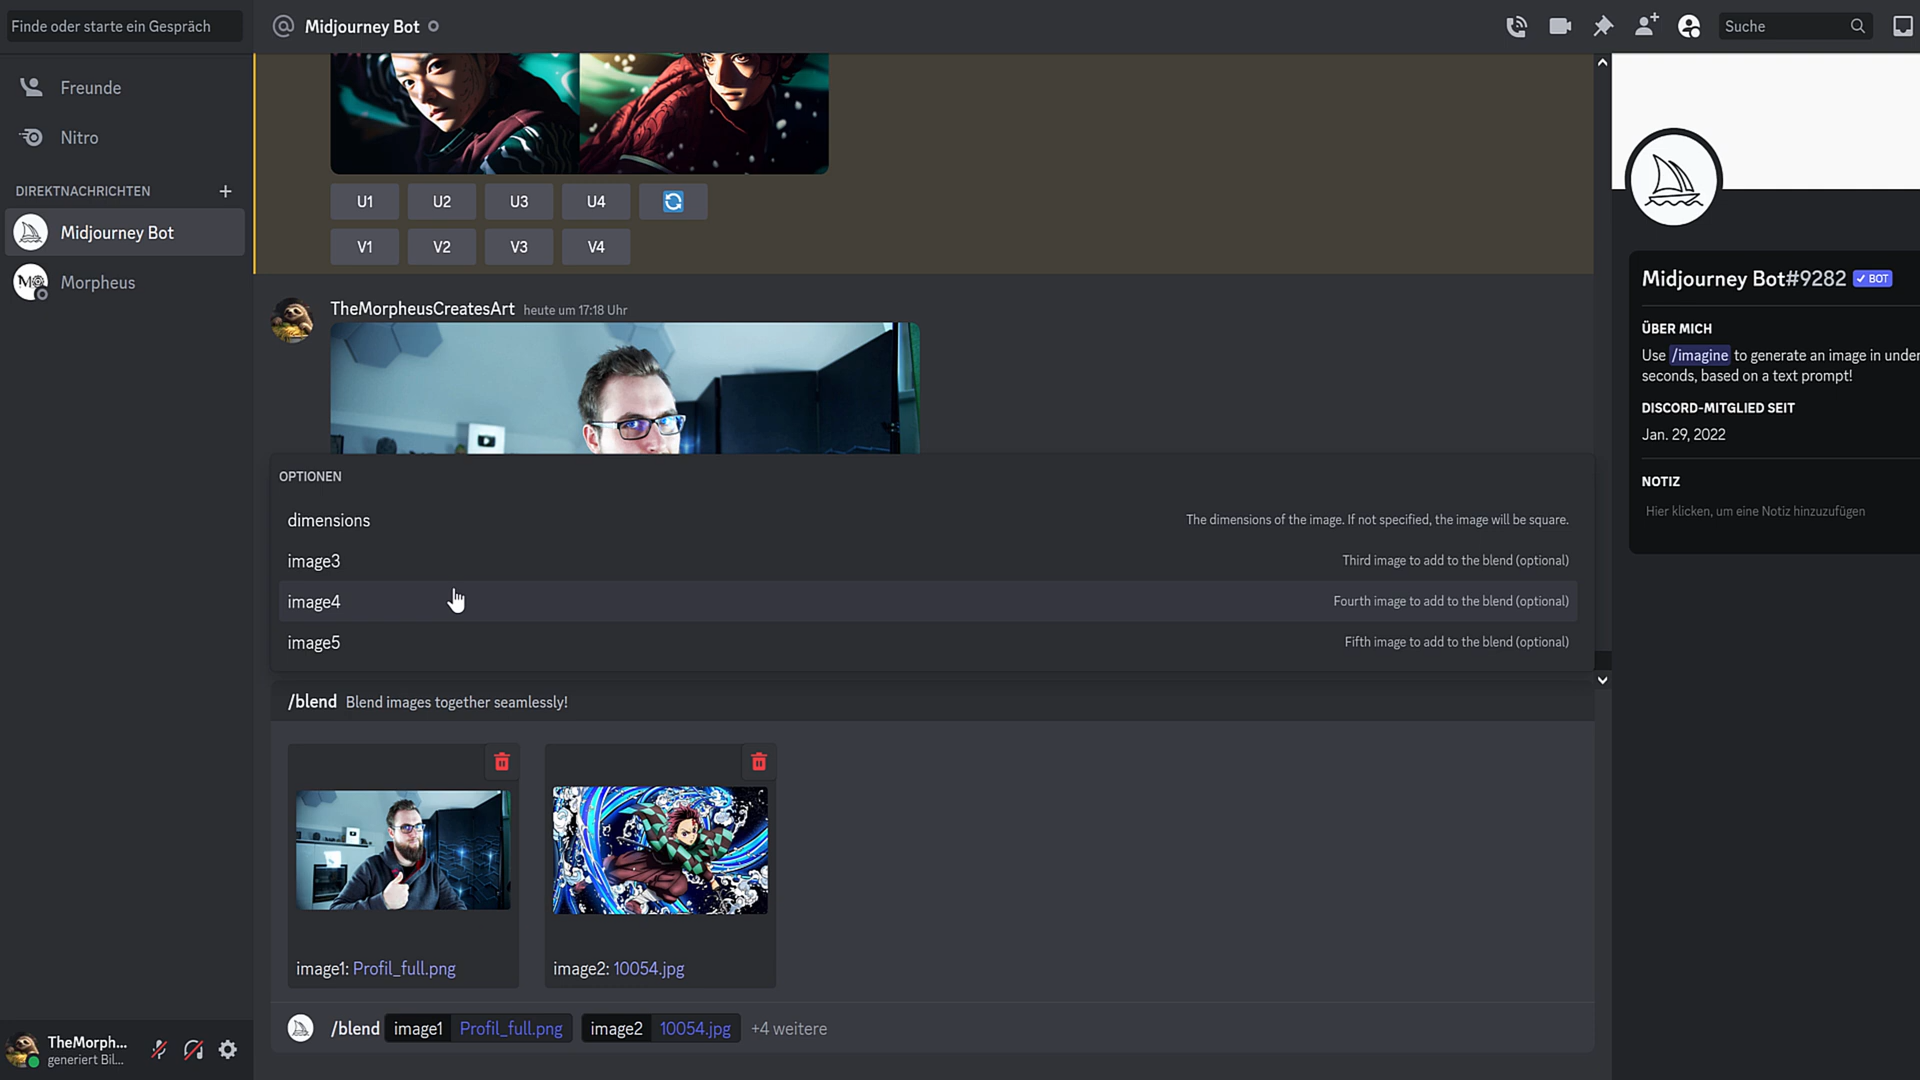 Finde oder starte ein Gespräch
Midjourney Bot
Suche
Freunde
Nitro
DIREKTNACHRICHTEN
Midjourney Bot
Morpheus
U1 U2 U3 U4
V1 V2 V3 V4
TheMorpheusCreatesArt heute um 17:18 Uhr
OPTIONEN
dimensions The dimensions of the image. If not specified, the image will be square.
image3 Third image to add to the blend (optional)
image4 Fourth image to add to the blend (optional)
image5 Fifth image to add to the blend (optional)
/blend Blend images together seamlessly!
image1: Profil_full.png
image2: 10054.jpg
/blend image1 Profil_full.png image2 10054.jpg +4 weitere
TheMorph...
generiert Bil...
Midjourney Bot#9282 ✓ BOT
ÜBER MICH
Use /imagine to generate an image in under
seconds, based on a text prompt!
DISCORD-MITGLIED SEIT
Jan. 29, 2022
NOTIZ
Hier klicken, um eine Notiz hinzuzufügen